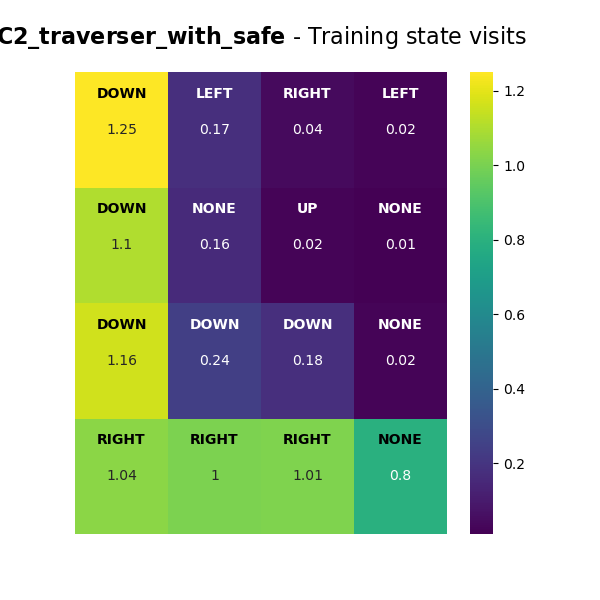 C2_traverser_with_safe - Training state visits
DOWN LEFT RIGHT LEFT
1.25 0.17 0.04 0.02
DOWN NONE UP NONE
1.1 0.16 0.02 0.01
DOWN DOWN DOWN NONE
1.16 0.24 0.18 0.02
RIGHT RIGHT RIGHT NONE
1.04 1 1.01 0.8
1.2
1.0
0.8
0.6
0.4
0.2